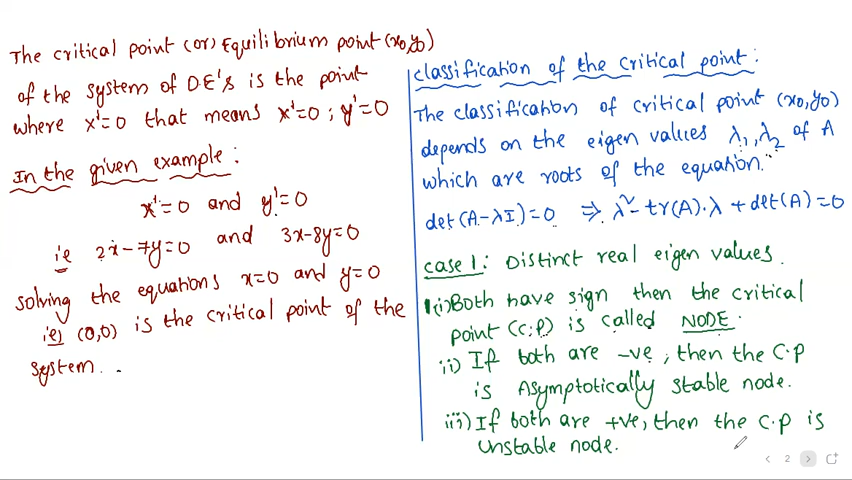 The critical point (or) Equilibrium point (x₀,y₀)
of the system of DE's is the point
where x'=0 that means x'=0 ; y'=0
In the given example :
x'=0 and y'=0
ie 2x-7y=0 and 3x-8y=0
solving the equations x=0 and y=0
ie) (0,0) is the critical point of the
system.
classification of the critical point :
The classification of critical point (x₀,y₀)
depends on the eigen values λ₁,λ₂ of A
which are roots of the equation.
det(A-λI)=0 ⇒ λ²-tr(A).λ+det(A)=0
case 1: Distinct real eigen values.
1(i) Both have sign then the critical
point (c.p) is called NODE.
ii) If both are -ve, then the C.P
is Asymptotically stable node.
iii) If both are +ve, then the C.P is
unstable node.
2